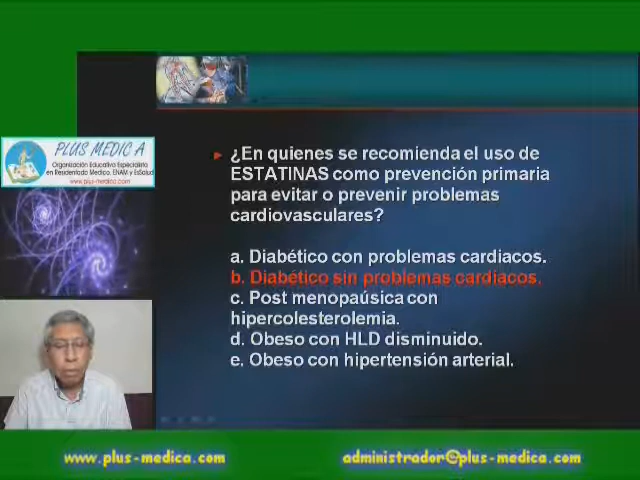 PLUS MEDIC A
Organización Educativa Especialista
en Residentado Medico, ENAM y EsSalud
www.plus-medica.com
¿En quienes se recomienda el uso de
ESTATINAS como prevención primaria
para evitar o prevenir problemas
cardiovasculares?
a. Diabético con problemas cardiacos.
b. Diabético sin problemas cardiacos.
c. Post menopaúsica con
hipercolesterolemia.
d. Obeso con HLD disminuido.
e. Obeso con hipertensión arterial.
www.plus-medica.com
administrador@plus-medica.com